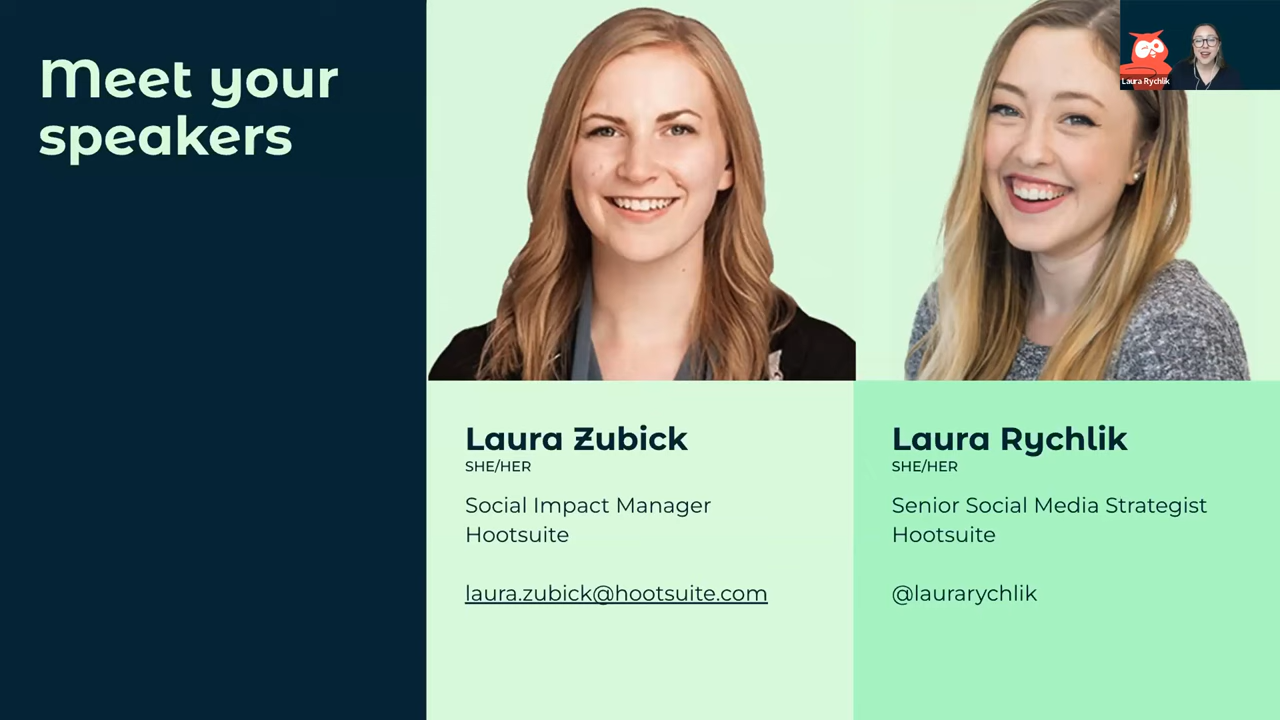 Meet your
speakers
Laura Rychlik
Laura Zubick
SHE/HER
Social Impact Manager
Hootsuite
laura.zubick@hootsuite.com
Laura Rychlik
SHE/HER
Senior Social Media Strategist
Hootsuite
@laurarychlik